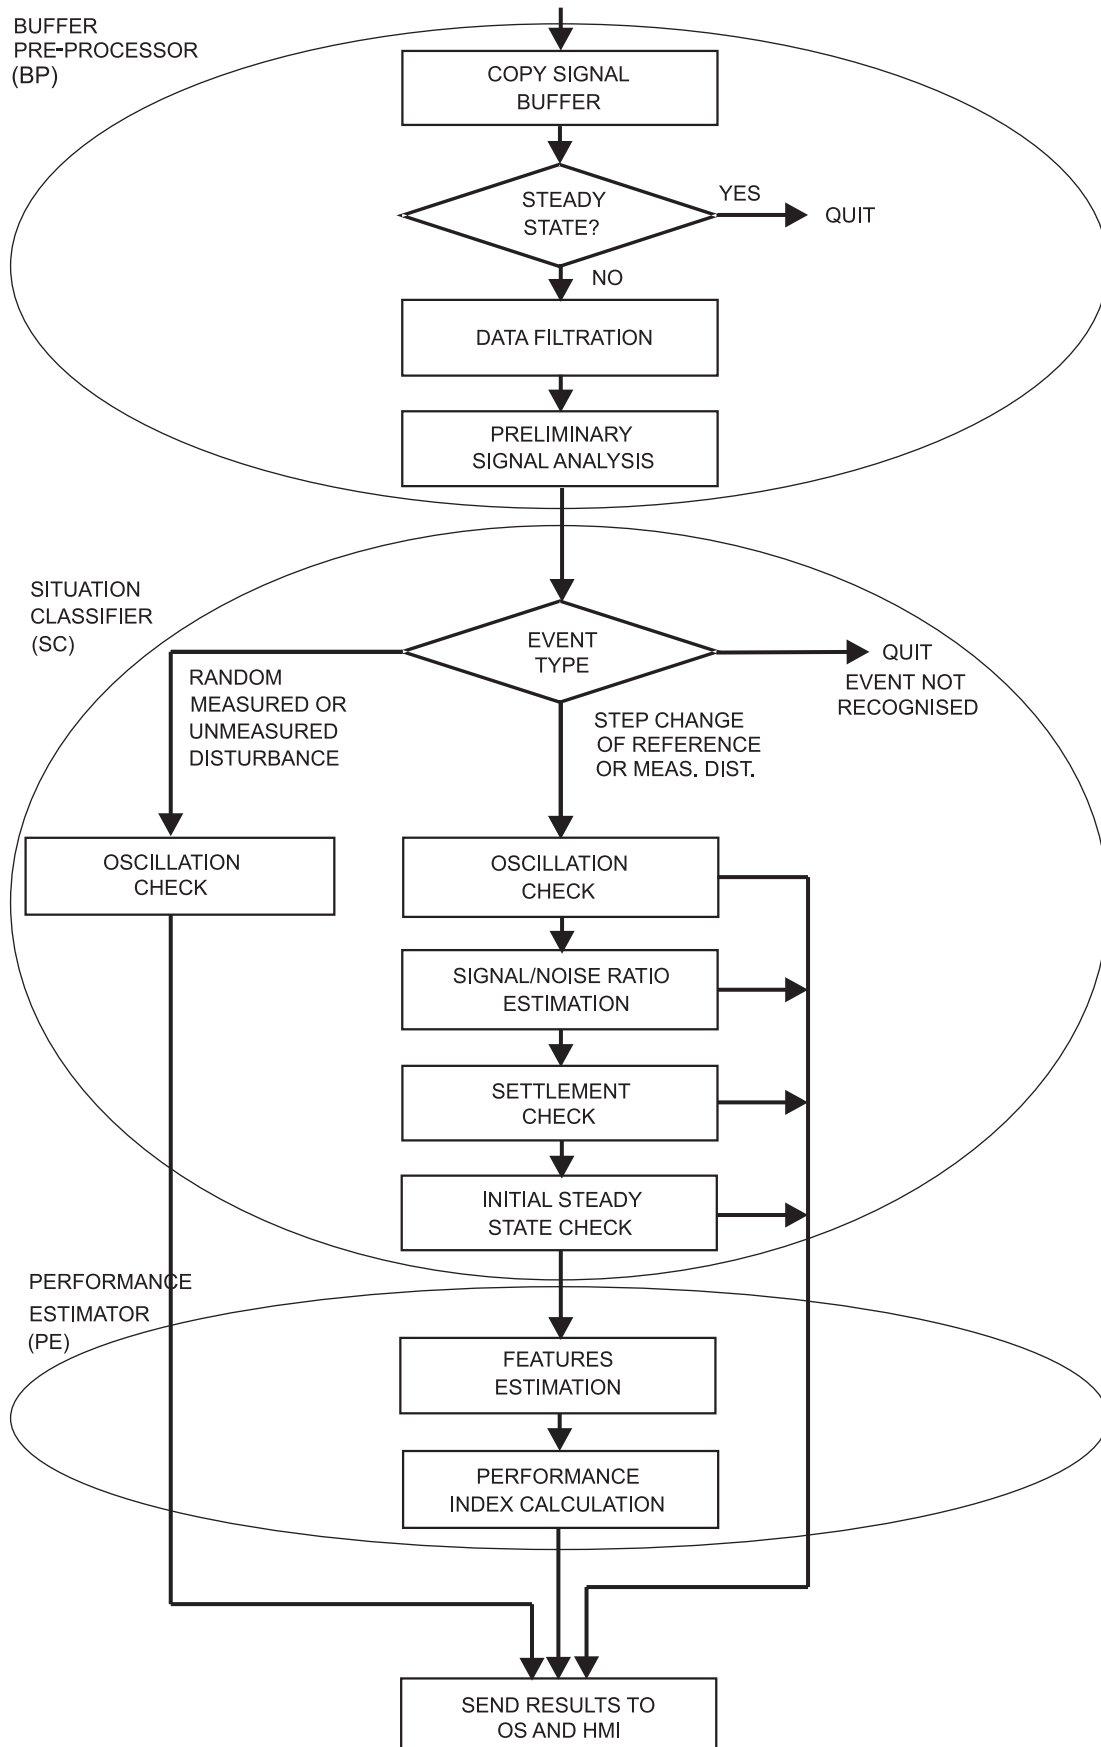 BUFFER
PRE-PROCESSOR
(BP)
COPY SIGNAL
BUFFER
STEADY
STATE?
YES
QUIT
NO
DATA FILTRATION
PRELIMINARY
SIGNAL ANALYSIS
SITUATION
CLASSIFIER
(SC)
EVENT
TYPE
QUIT
EVENT NOT
RECOGNISED
RANDOM
MEASURED OR
UNMEASURED
DISTURBANCE
STEP CHANGE
OF REFERENCE
OR MEAS. DIST.
OSCILLATION
CHECK
OSCILLATION
CHECK
SIGNAL/NOISE RATIO
ESTIMATION
SETTLEMENT
CHECK
INITIAL STEADY
STATE CHECK
PERFORMANCE
ESTIMATOR
(PE)
FEATURES
ESTIMATION
PERFORMANCE
INDEX CALCULATION
SEND RESULTS TO
OS AND HMI